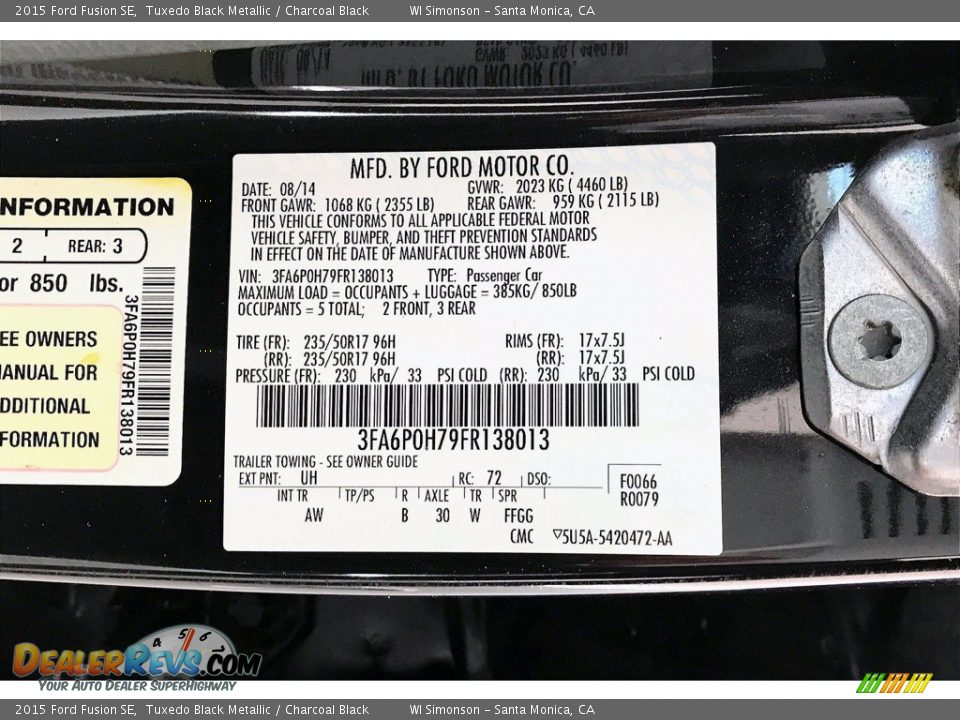 2015 Ford Fusion SE,  Tuxedo Black Metallic / Charcoal Black     WI Simonson – Santa Monica, CA
MFD. BY FORD MOTOR CO.
DATE: 08/14    GVWR: 2023 KG ( 4460 LB)
FRONT GAWR: 1068 KG ( 2355 LB)    REAR GAWR: 959 KG ( 2115 LB)
THIS VEHICLE CONFORMS TO ALL APPLICABLE FEDERAL MOTOR
VEHICLE SAFETY, BUMPER, AND THEFT PREVENTION STANDARDS
IN EFFECT ON THE DATE OF MANUFACTURE SHOWN ABOVE.
VIN: 3FA6P0H79FR138013    TYPE: Passenger Car
MAXIMUM LOAD = OCCUPANTS + LUGGAGE = 385KG/ 850LB
OCCUPANTS = 5 TOTAL;  2 FRONT, 3 REAR
TIRE (FR): 235/50R17 96H    RIMS (FR): 17x7.5J
(RR): 235/50R17 96H    (RR): 17x7.5J
PRESSURE (FR): 230 kPa/ 33 PSI COLD (RR): 230 kPa/ 33 PSI COLD
3FA6P0H79FR138013
TRAILER TOWING - SEE OWNER GUIDE
EXT PNT: UH    RC: 72    DSO:
F0066
R0079
INT TR    TP/PS    R    AXLE    TR    SPR
AW    B    30    W    FFGG
CMC    ▽5U5A-5420472-AA
NFORMATION
2    REAR: 3
or 850 lbs.
EE OWNERS
ANUAL FOR
DDITIONAL
FORMATION
3FA6P0H79FR138013
4 5 6
DEALERREVS.COM
YOUR AUTO DEALER SUPERHIGHWAY
2015 Ford Fusion SE,  Tuxedo Black Metallic / Charcoal Black     WI Simonson – Santa Monica, CA